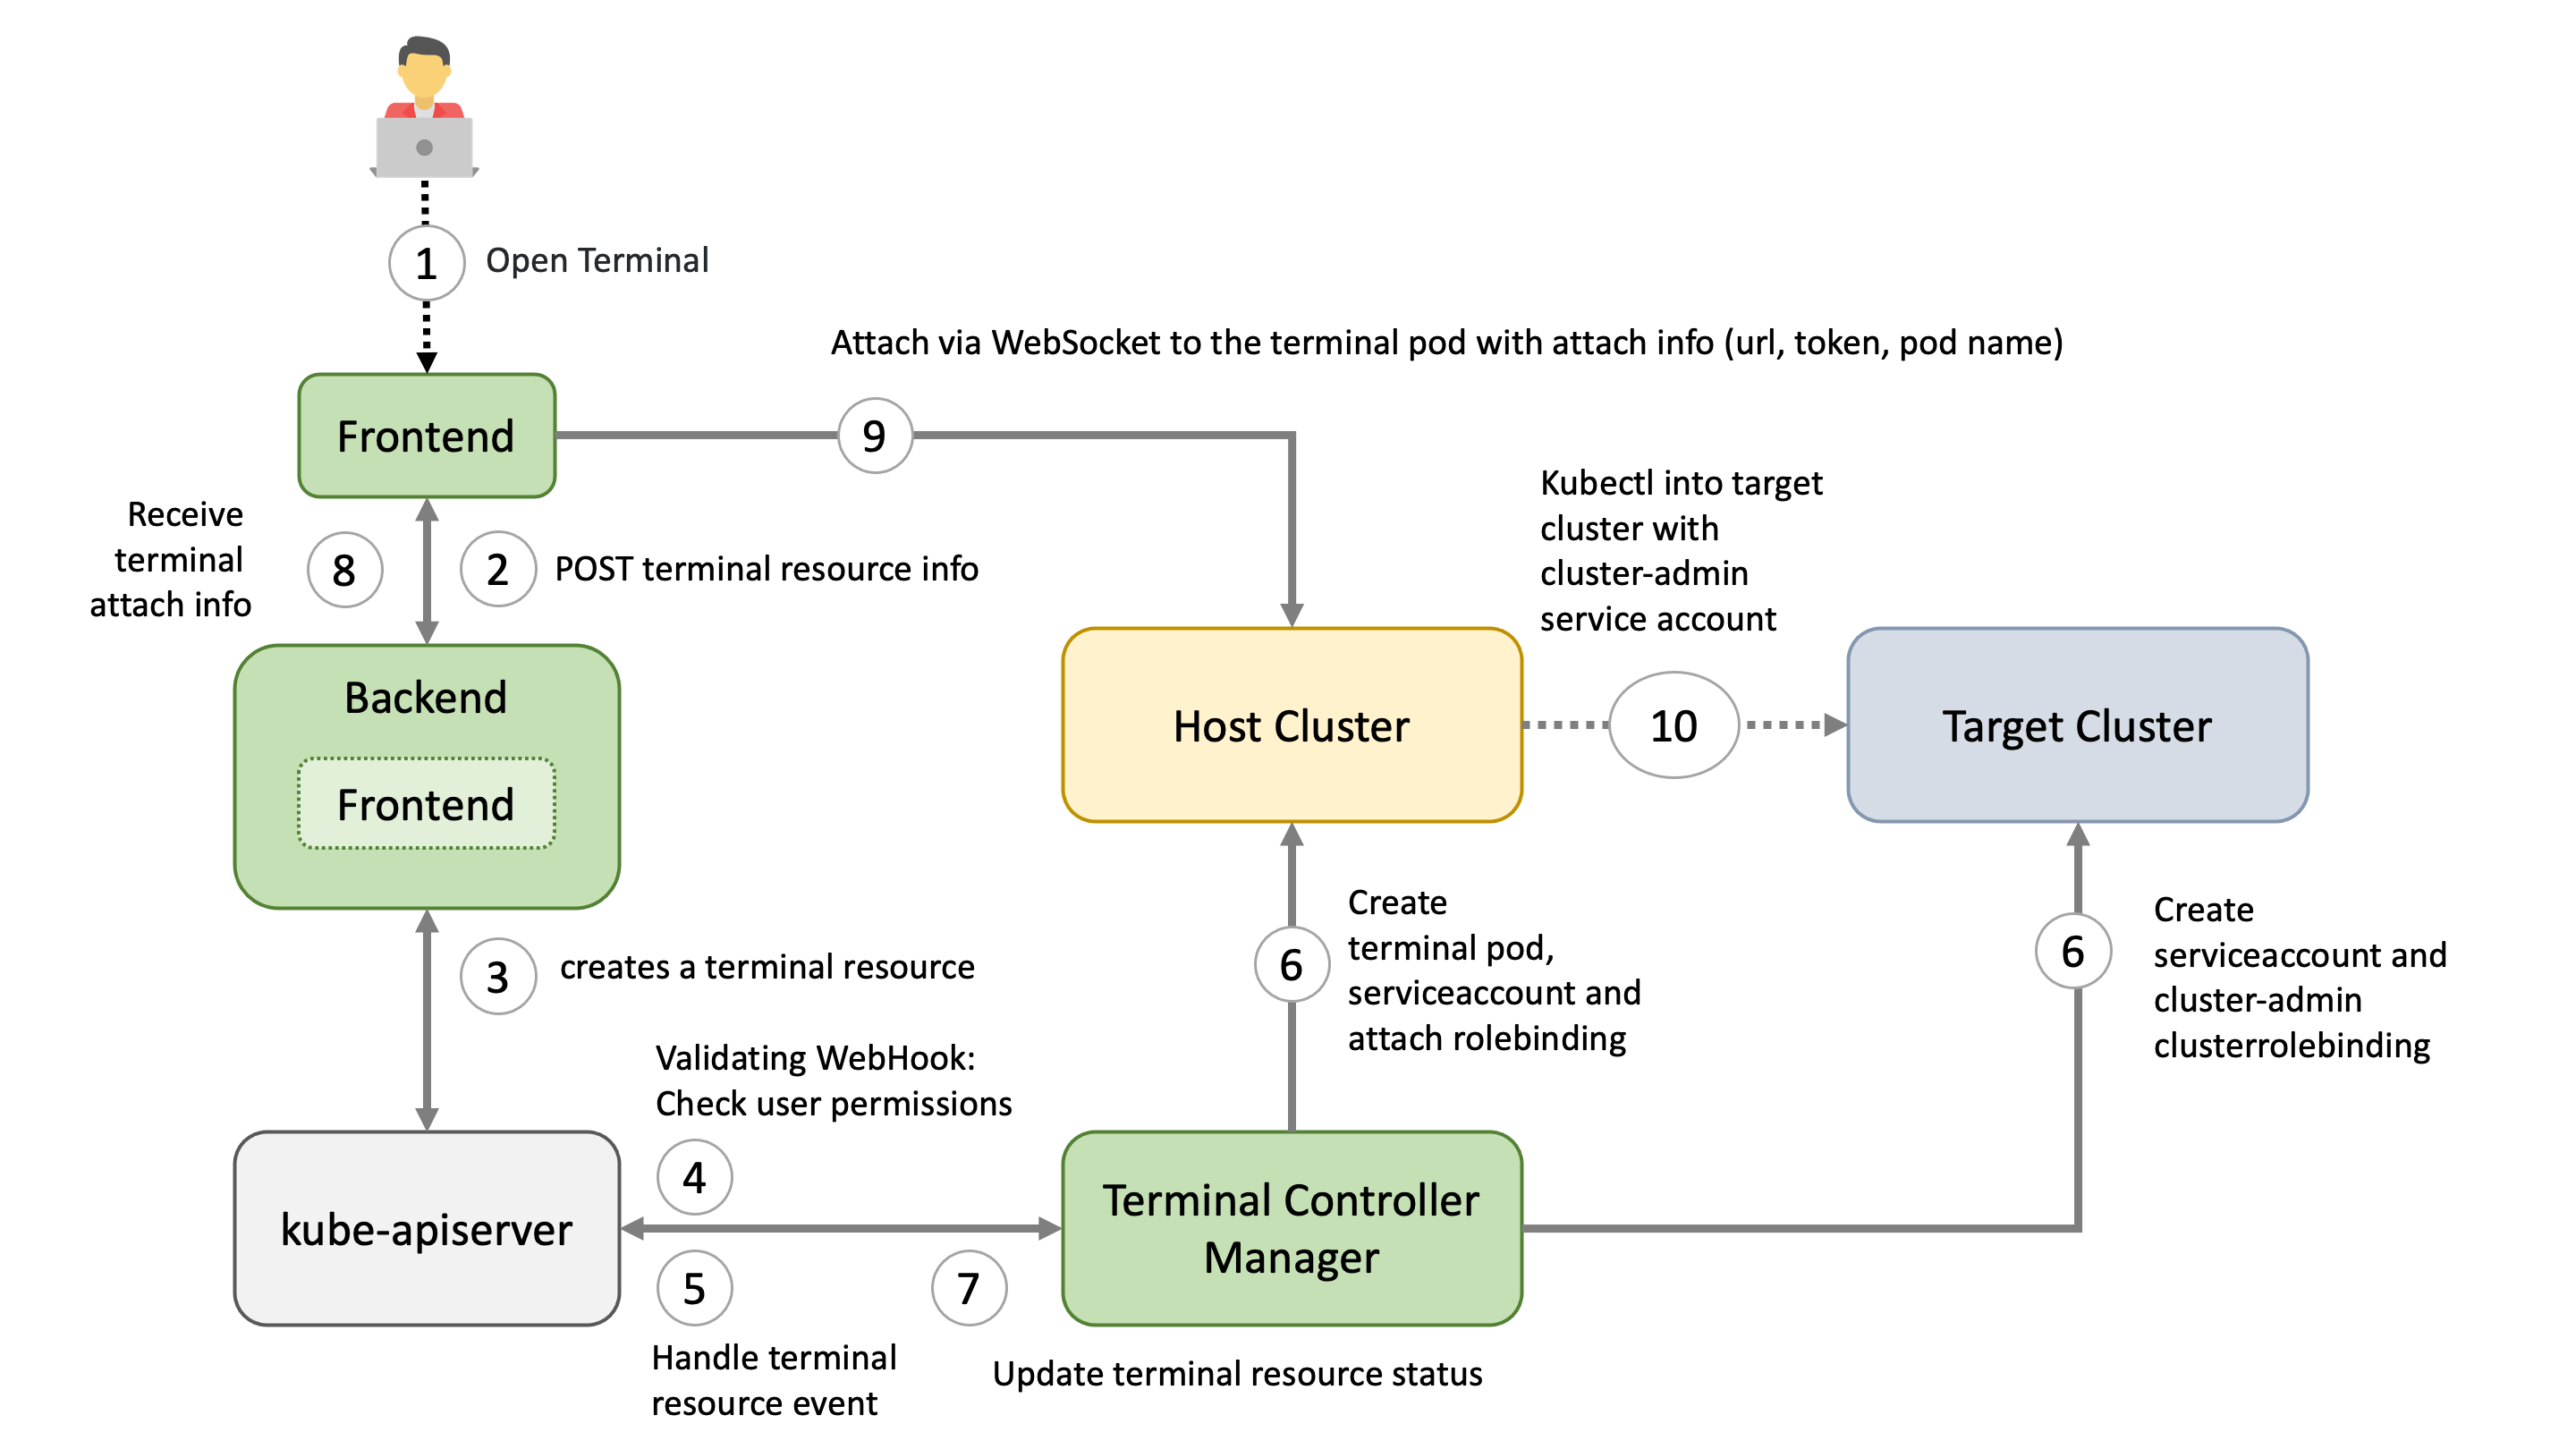 1
Open Terminal
Attach via WebSocket to the terminal pod with attach info (url, token, pod name)
Frontend
9
Receive
terminal
attach info
8
2
POST terminal resource info
Kubectl into target
cluster with
cluster-admin
service account
Backend
Frontend
Host Cluster
10
Target Cluster
3
creates a terminal resource
6
Create
terminal pod,
serviceaccount and
attach rolebinding
6
Create
serviceaccount and
cluster-admin
clusterrolebinding
Validating WebHook:
Check user permissions
4
kube-apiserver
5
7
Terminal Controller
Manager
Handle terminal
resource event
Update terminal resource status